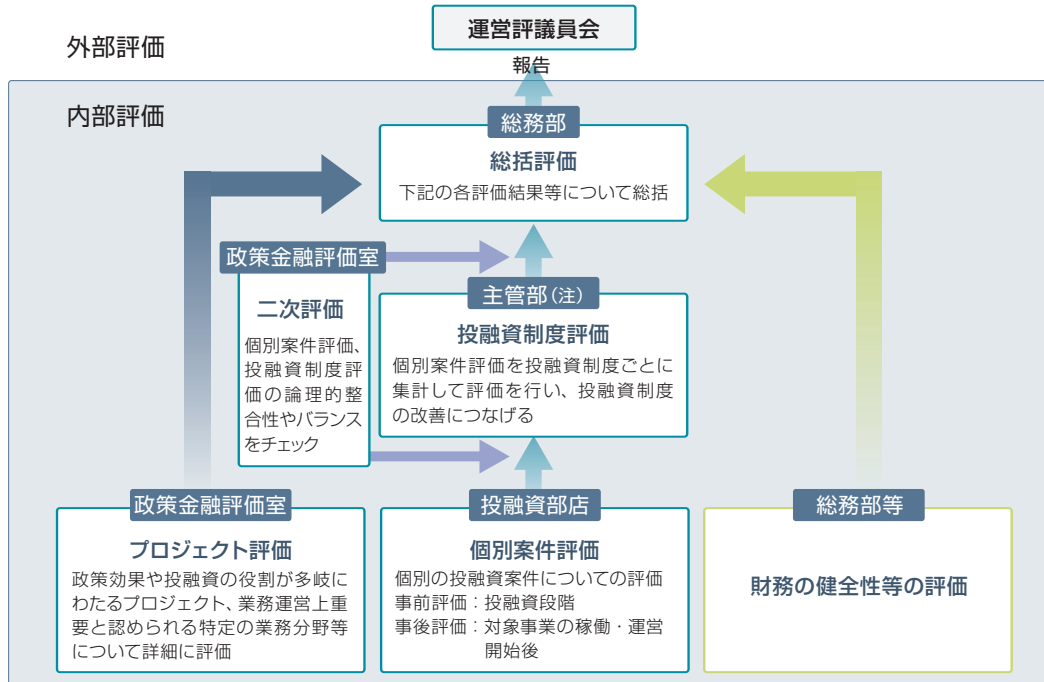 運営評議員会
外部評価
報告
内部評価
総務部
総括評価
下記の各評価結果等について総括
政策金融評価室
二次評価
個別案件評価、
投融資制度評
価の論理的整
合性やバランス
をチェック
主管部(注)
投融資制度評価
個別案件評価を投融資制度ごとに
集計して評価を行い、投融資制度
の改善につなげる
政策金融評価室
プロジェクト評価
政策効果や投融資の役割が多岐に
わたるプロジェクト、業務運営上重
要と認められる特定の業務分野等
について詳細に評価
投融資部店
個別案件評価
個別の投融資案件についての評価
事前評価：投融資段階
事後評価：対象事業の稼働・運営
開始後
総務部等
財務の健全性等の評価